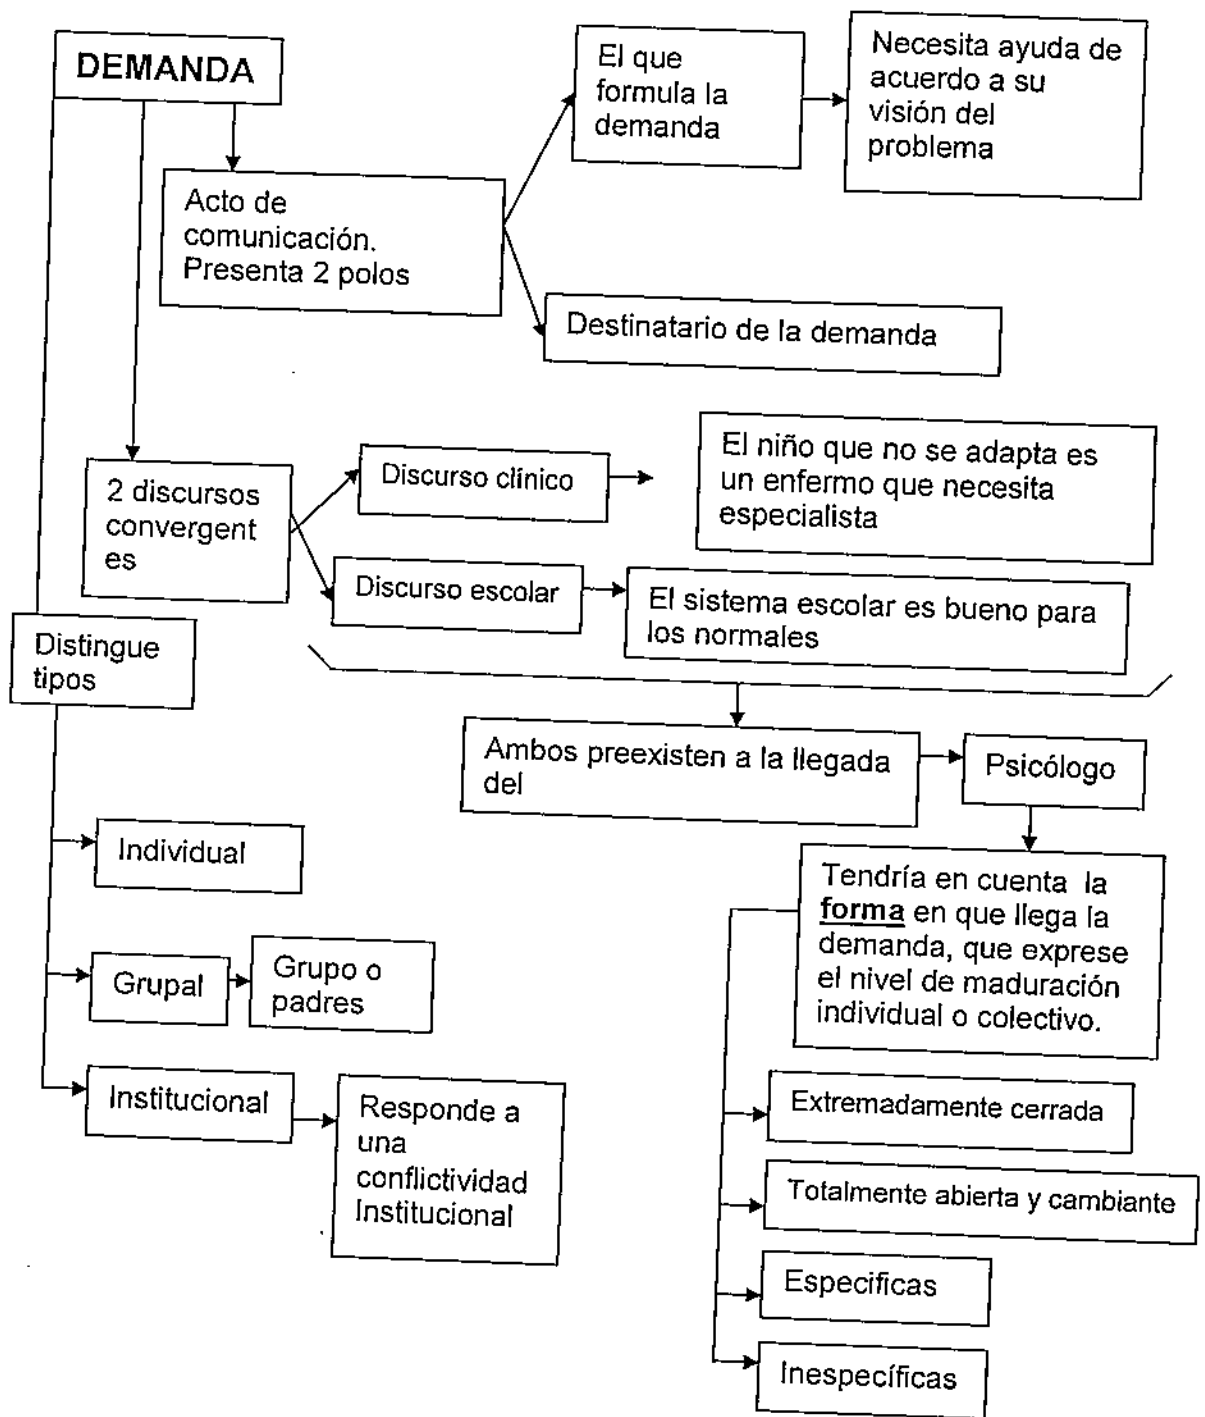 DEMANDA
El que
formula la
demanda
Necesita ayuda de
acuerdo a su
visión del
problema
Acto de
comunicación.
Presenta 2 polos
Destinatario de la demanda
2 discursos
convergent
es
Discurso clínico
El niño que no se adapta es
un enfermo que necesita
especialista
Discurso escolar
El sistema escolar es bueno para
los normales
Distingue
tipos
Ambos preexisten a la llegada
del
Psicólogo
Individual
Tendría en cuenta la
forma en que llega la
demanda, que exprese
el nivel de maduración
individual o colectivo.
Grupal
Grupo o
padres
Institucional
Responde a
una
conflictividad
Institucional
Extremadamente cerrada
Totalmente abierta y cambiante
Especificas
Inespecíficas